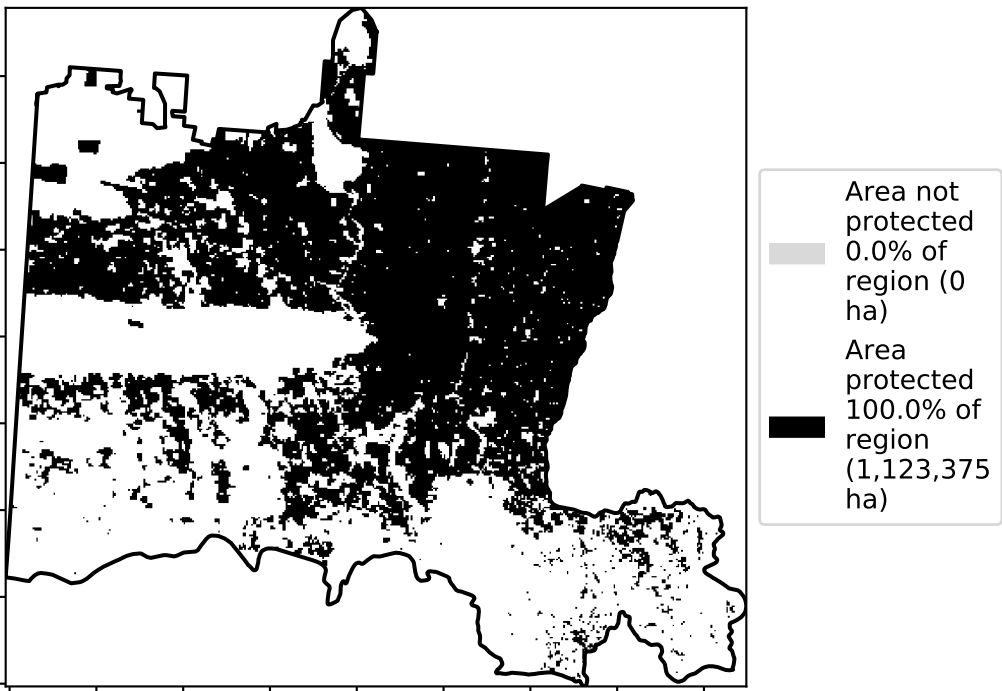 Area not
protected
0.0% of
region (0
ha)
Area
protected
100.0% of
region
(1,123,375
ha)